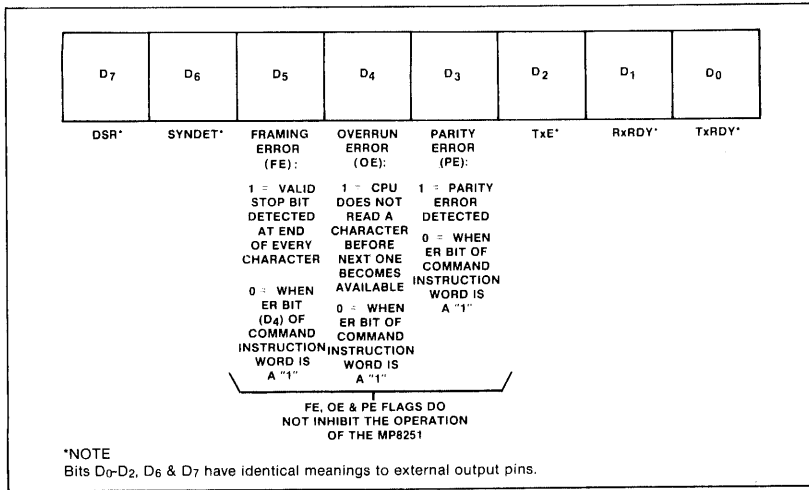 D7 D6 D5 D4 D3 D2 D1 D0
DSR* SYNDET* FRAMING ERROR (FE): OVERRUN ERROR (OE): PARITY ERROR (PE): TxE* RxRDY* TxRDY*
1 = VALID
STOP BIT
DETECTED
AT END
OF EVERY
CHARACTER
0 = WHEN
ER BIT
(D4) OF
COMMAND
INSTRUCTION
WORD IS
A "1"
1 = CPU
DOES NOT
READ A
CHARACTER
BEFORE
NEXT ONE
BECOMES
AVAILABLE
0 = WHEN
ER BIT OF
COMMAND
INSTRUCTION
WORD IS
A "1"
1 = PARITY
ERROR
DETECTED
0 = WHEN
ER BIT OF
COMMAND
INSTRUCTION
WORD IS
A "1"
FE, OE & PE FLAGS DO
NOT INHIBIT THE OPERATION
OF THE MP8251
*NOTE
Bits D0-D2, D6 & D7 have identical meanings to external output pins.